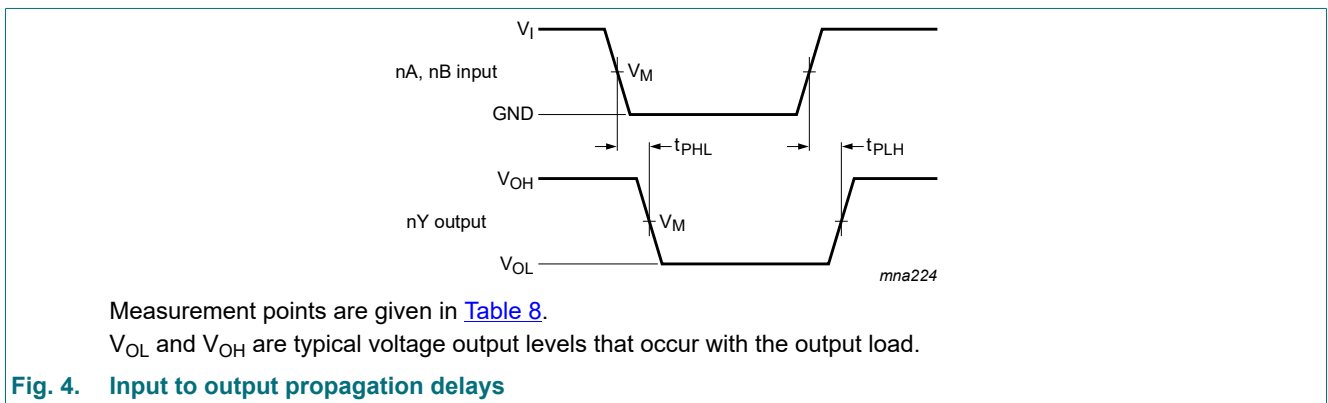 VI
nA, nB input
VM
GND
tPHL
tPLH
VOH
nY output
VM
VOL
mna224
Measurement points are given in Table 8.
VOL and VOH are typical voltage output levels that occur with the output load.
Fig. 4. Input to output propagation delays